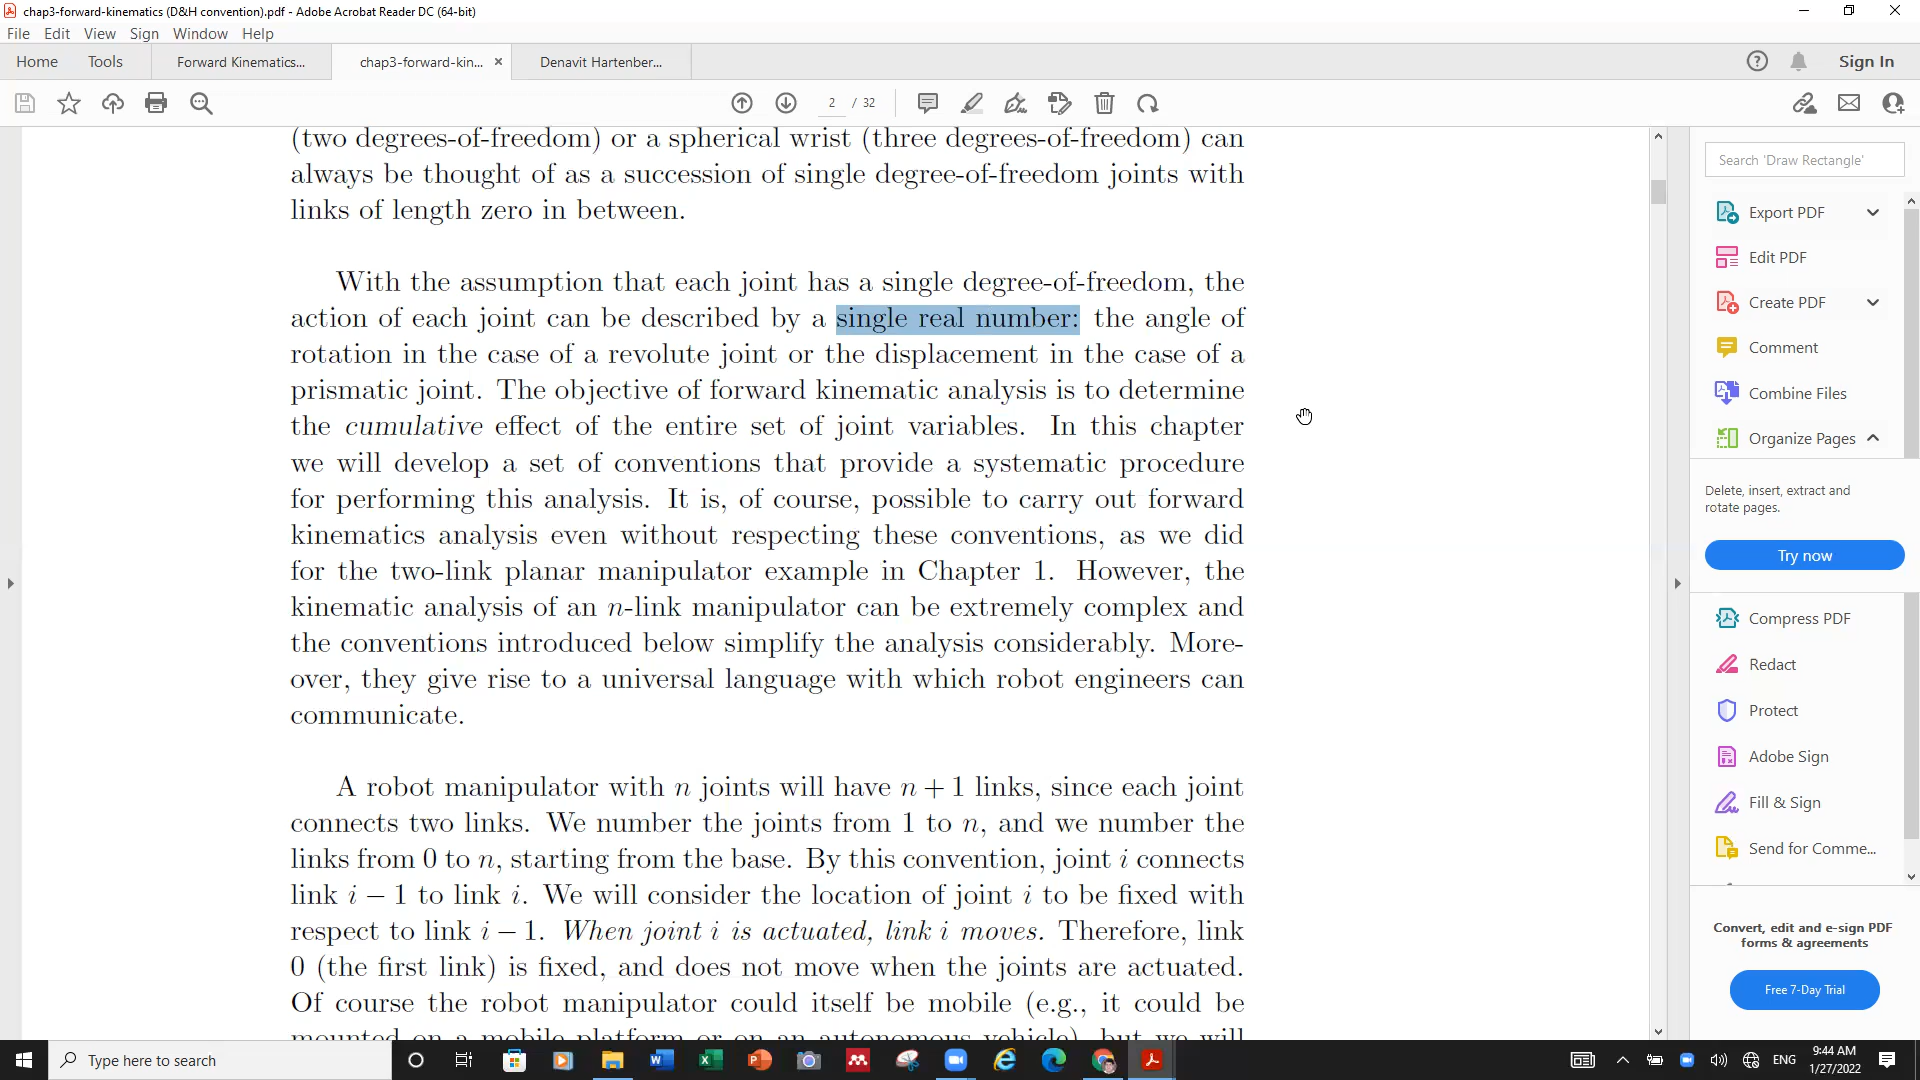 chap3-forward-kinematics (D&H convention).pdf - Adobe Acrobat Reader DC (64-bit)
File Edit View Sign Window Help
Home Tools Forward Kinematics... chap3-forward-kin... Denavit Hartenber... Sign In
2 / 32
(two degrees-of-freedom) or a spherical wrist (three degrees-of-freedom) can
always be thought of as a succession of single degree-of-freedom joints with
links of length zero in between.
With the assumption that each joint has a single degree-of-freedom, the
action of each joint can be described by a single real number: the angle of
rotation in the case of a revolute joint or the displacement in the case of a
prismatic joint. The objective of forward kinematic analysis is to determine
the cumulative effect of the entire set of joint variables. In this chapter
we will develop a set of conventions that provide a systematic procedure
for performing this analysis. It is, of course, possible to carry out forward
kinematics analysis even without respecting these conventions, as we did
for the two-link planar manipulator example in Chapter 1. However, the
kinematic analysis of an n-link manipulator can be extremely complex and
the conventions introduced below simplify the analysis considerably. More-
over, they give rise to a universal language with which robot engineers can
communicate.
A robot manipulator with n joints will have n + 1 links, since each joint
connects two links. We number the joints from 1 to n, and we number the
links from 0 to n, starting from the base. By this convention, joint i connects
link i − 1 to link i. We will consider the location of joint i to be fixed with
respect to link i − 1. When joint i is actuated, link i moves. Therefore, link
0 (the first link) is fixed, and does not move when the joints are actuated.
Of course the robot manipulator could itself be mobile (e.g., it could be
mounted on a mobile platform or on an autonomous vehicle), but we will
Search 'Draw Rectangle'
Export PDF
Edit PDF
Create PDF
Comment
Combine Files
Organize Pages
Delete, insert, extract and
rotate pages.
Try now
Compress PDF
Redact
Protect
Adobe Sign
Fill & Sign
Send for Comme...
Convert, edit and e-sign PDF
forms & agreements
Free 7-Day Trial
Type here to search
ENG
9:44 AM
1/27/2022